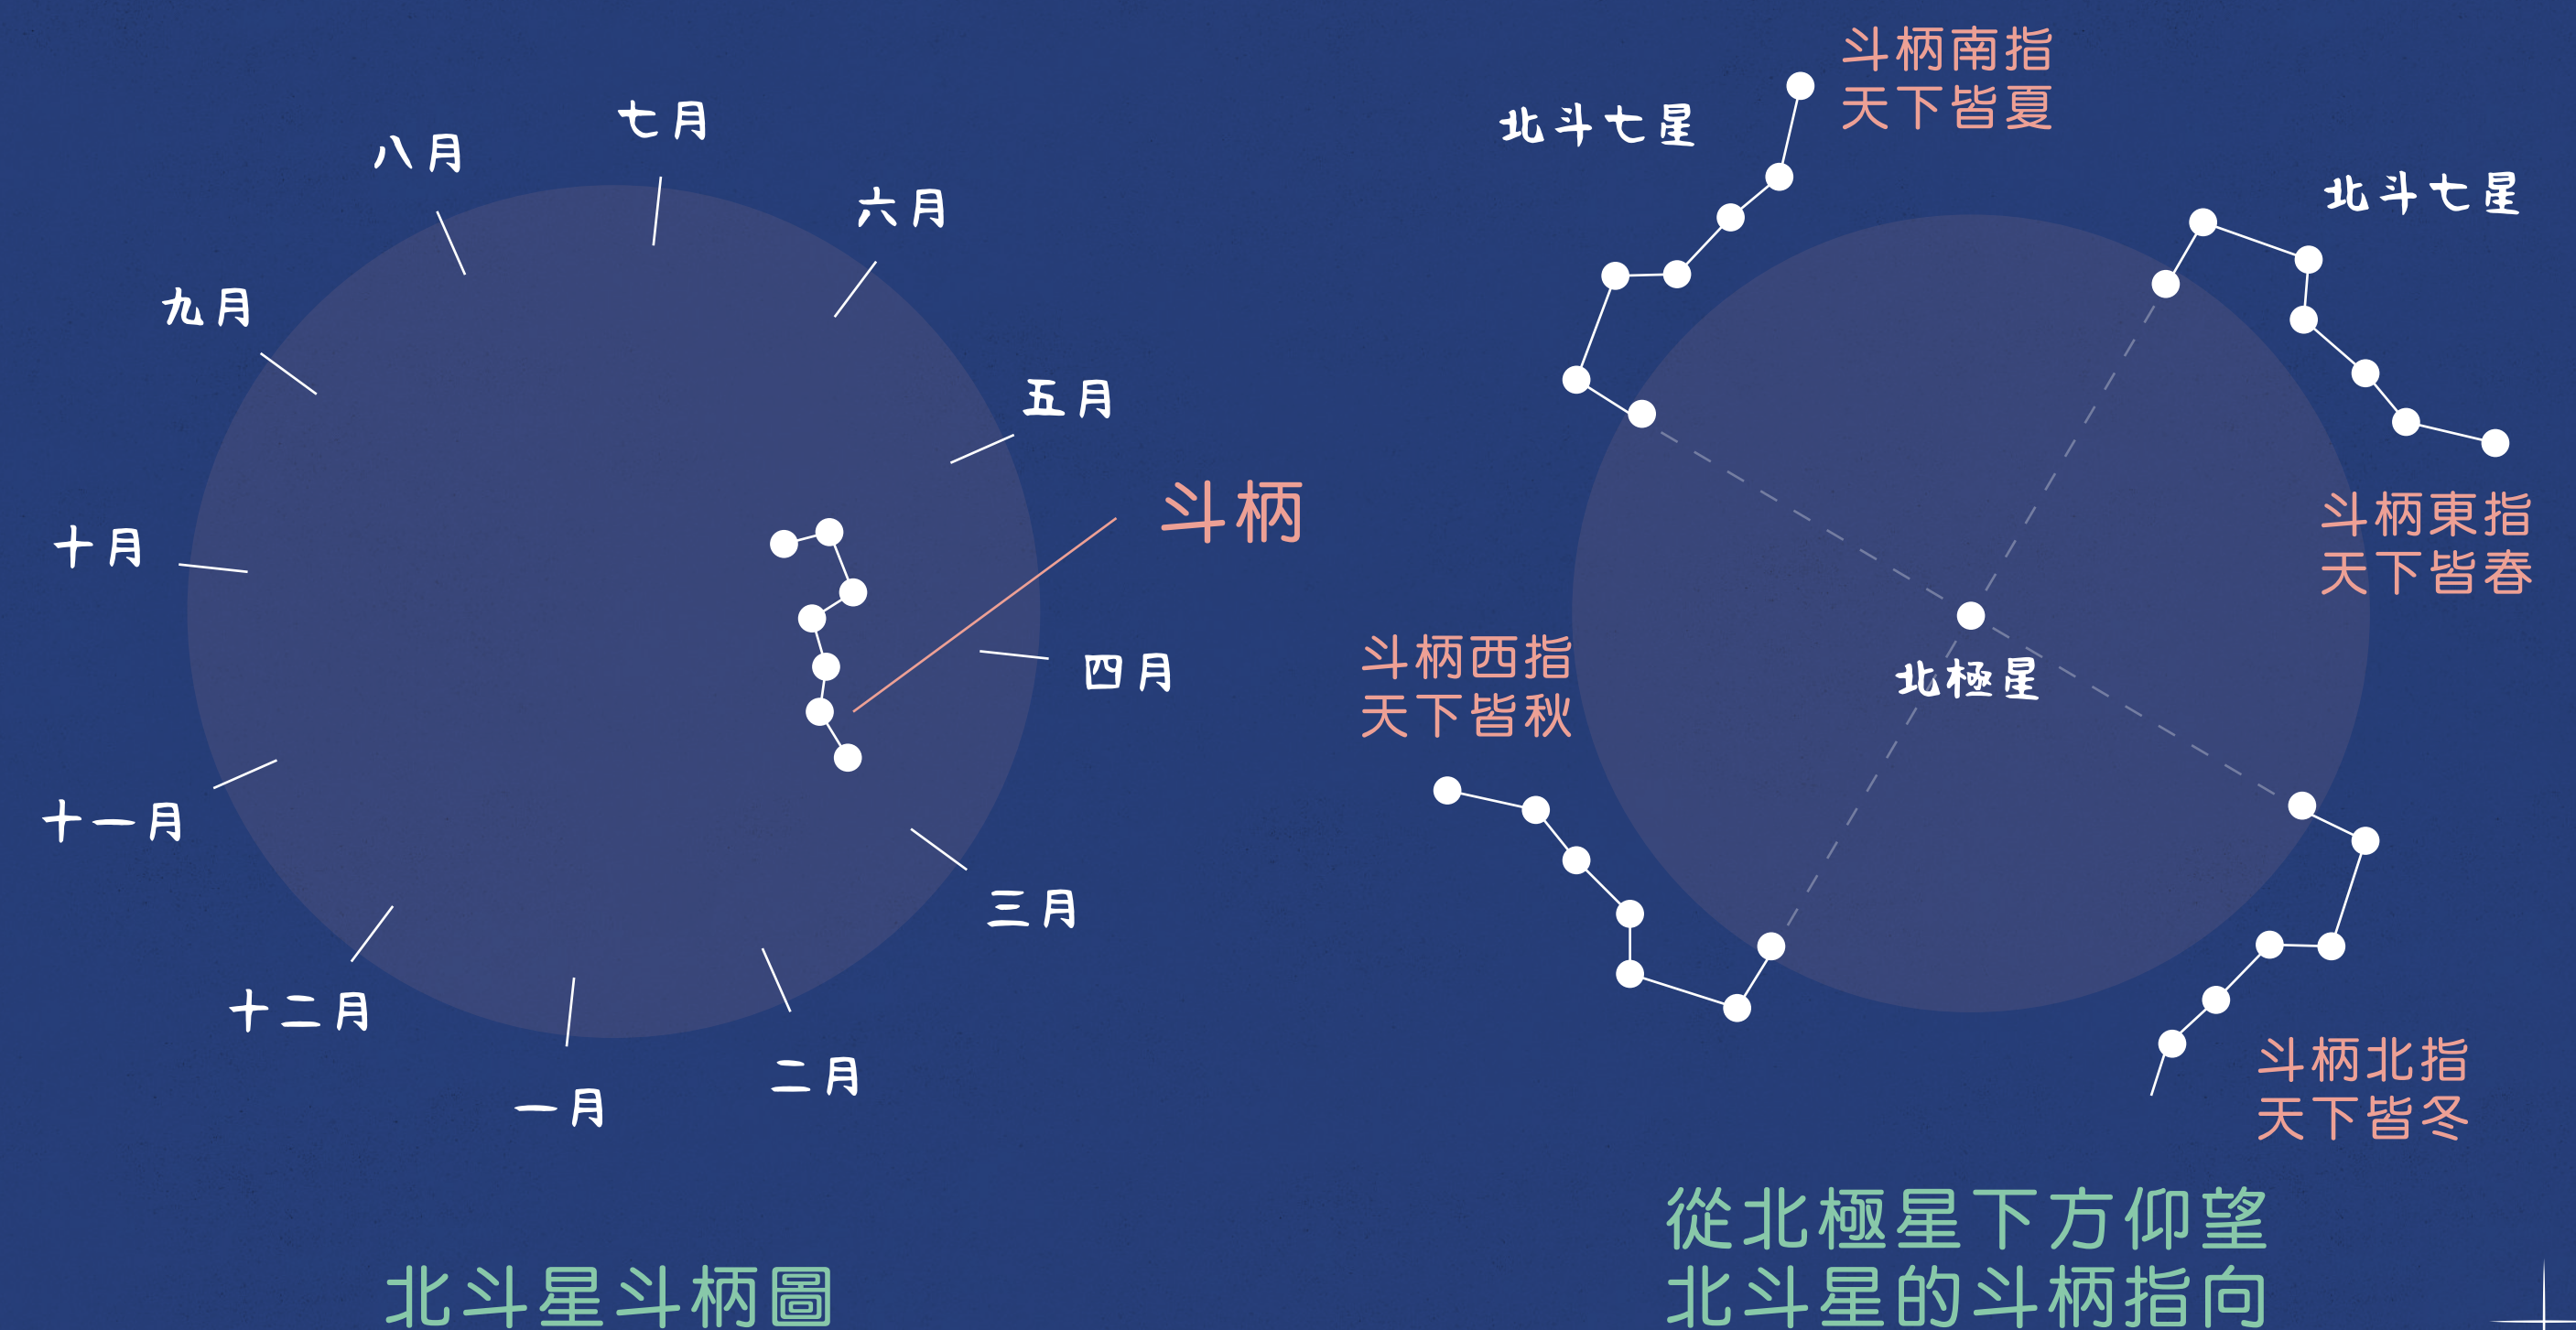 七月
八月
六月
九月
五月
斗柄
十月
四月
十一月
三月
十二月
二月
一月
北斗星斗柄圖
斗柄南指
天下皆夏
北斗七星
北斗七星
斗柄東指
天下皆春
斗柄西指
天下皆秋
北極星
斗柄北指
天下皆冬
從北極星下方仰望
北斗星的斗柄指向